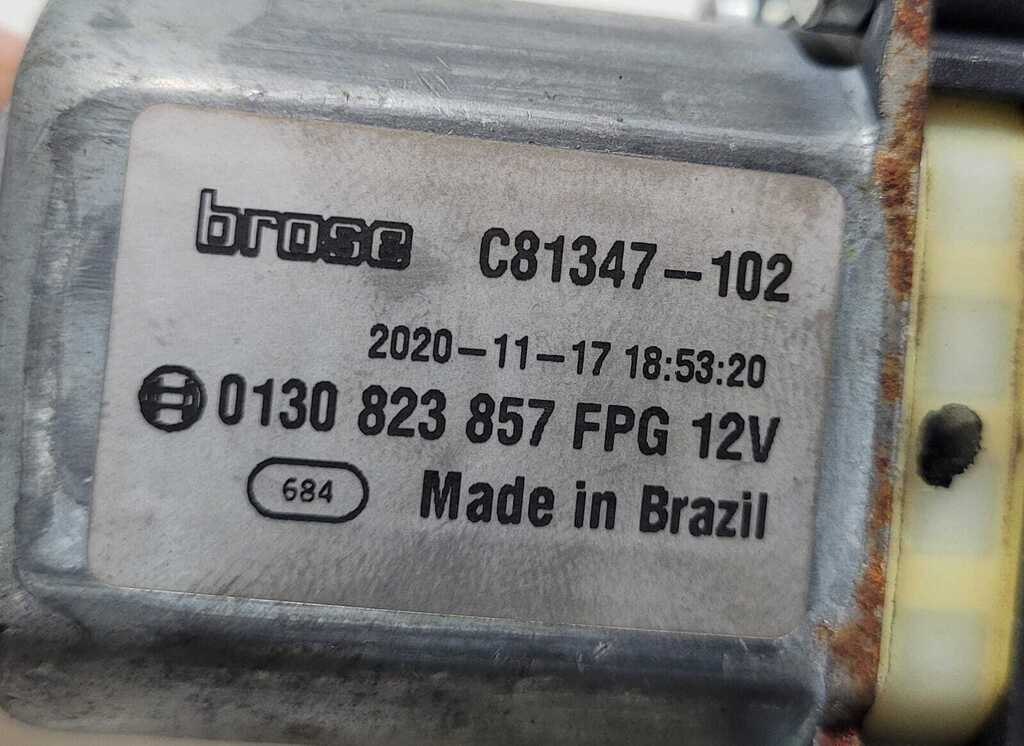 brose C81347-102
2020-11-17 18:53:20
0130 823 857 FPG 12V
684 Made in Brazil